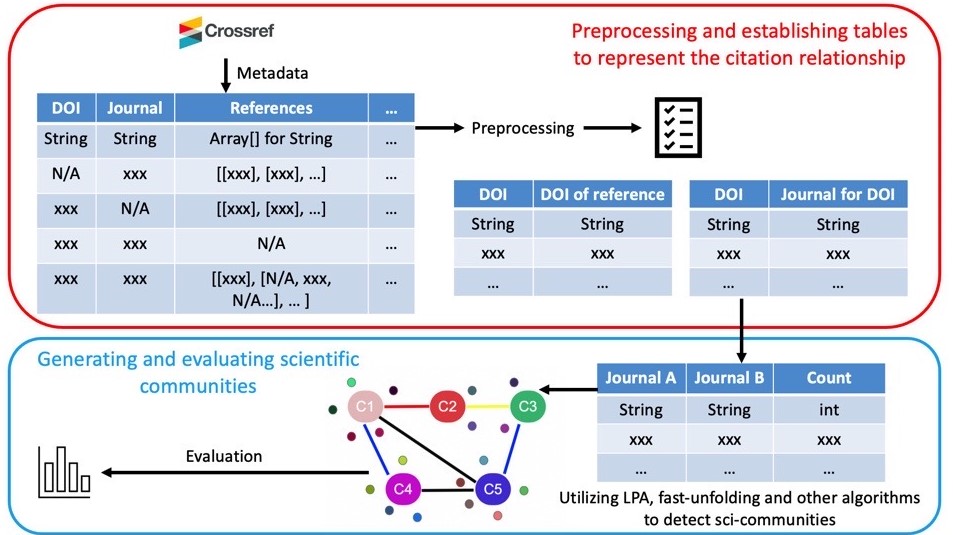 Crossref
Preprocessing and establishing tables
to represent the citation relationship
Metadata
DOI Journal References ...
String String Array[] for String ...
N/A xxx [[xxx], [xxx], ...] ...
xxx N/A [[xxx], [xxx], ...] ...
xxx xxx N/A ...
xxx xxx [[xxx], [N/A, xxx, ...
N/A...], ... ]
Preprocessing
DOI DOI of reference
String String
xxx xxx
... ...
DOI Journal for DOI
String String
xxx xxx
... ...
Generating and evaluating scientific
communities
Journal A Journal B Count
String String int
xxx xxx xxx
... ... ...
C1 C2 C3
C4 C5
Evaluation
Utilizing LPA, fast-unfolding and other algorithms
to detect sci-communities